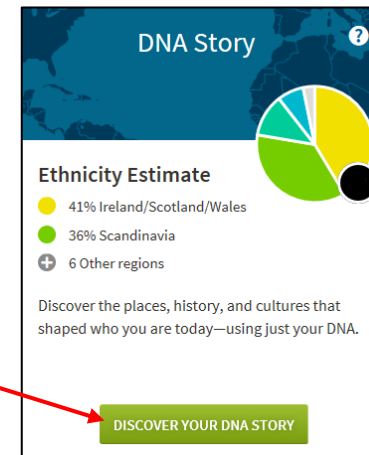 DNA Story
?
Ethnicity Estimate
41% Ireland/Scotland/Wales
36% Scandinavia
6 Other regions
Discover the places, history, and cultures that
shaped who you are today—using just your DNA.
DISCOVER YOUR DNA STORY